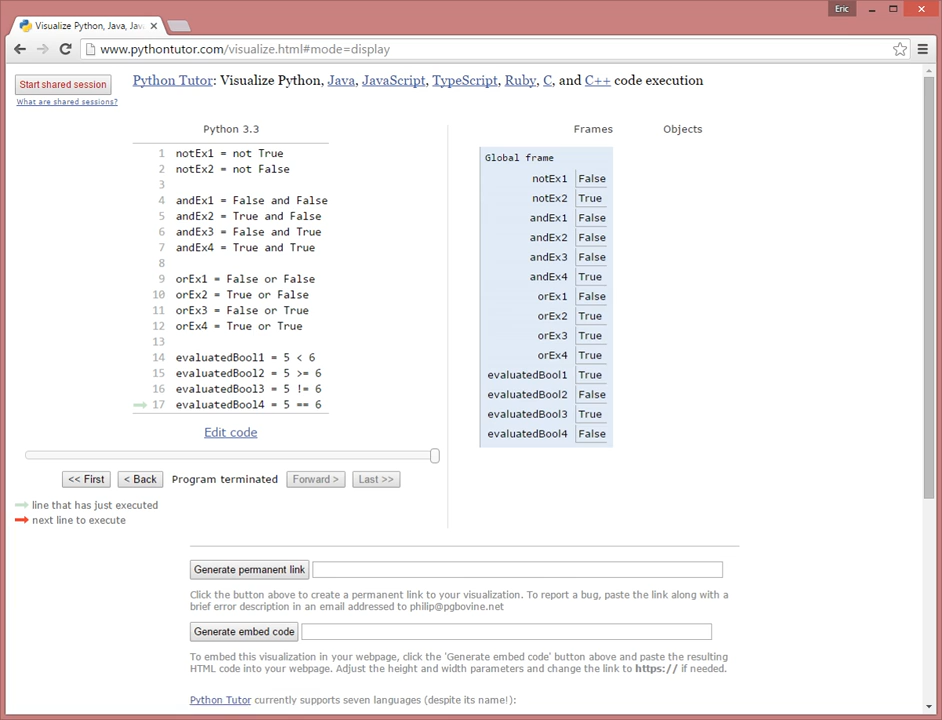 Eric
Visualize Python, Java, Java
www.pythontutor.com/visualize.html#mode=display
Start shared session
What are shared sessions?
Python Tutor: Visualize Python, Java, JavaScript, TypeScript, Ruby, C, and C++ code execution
Python 3.3
1 notEx1 = not True
2 notEx2 = not False
3
4 andEx1 = False and False
5 andEx2 = True and False
6 andEx3 = False and True
7 andEx4 = True and True
8
9 orEx1 = False or False
10 orEx2 = True or False
11 orEx3 = False or True
12 orEx4 = True or True
13
14 evaluatedBool1 = 5 < 6
15 evaluatedBool2 = 5 >= 6
16 evaluatedBool3 = 5 != 6
17 evaluatedBool4 = 5 == 6
Edit code
<< First < Back Program terminated Forward > Last >>
line that has just executed
next line to execute
Frames Objects
Global frame
notEx1 False
notEx2 True
andEx1 False
andEx2 False
andEx3 False
andEx4 True
orEx1 False
orEx2 True
orEx3 True
orEx4 True
evaluatedBool1 True
evaluatedBool2 False
evaluatedBool3 True
evaluatedBool4 False
Generate permanent link
Click the button above to create a permanent link to your visualization. To report a bug, paste the link along with a
brief error description in an email addressed to philip@pgbovine.net
Generate embed code
To embed this visualization in your webpage, click the 'Generate embed code' button above and paste the resulting
HTML code into your webpage. Adjust the height and width parameters and change the link to https:// if needed.
Python Tutor currently supports seven languages (despite its name!):